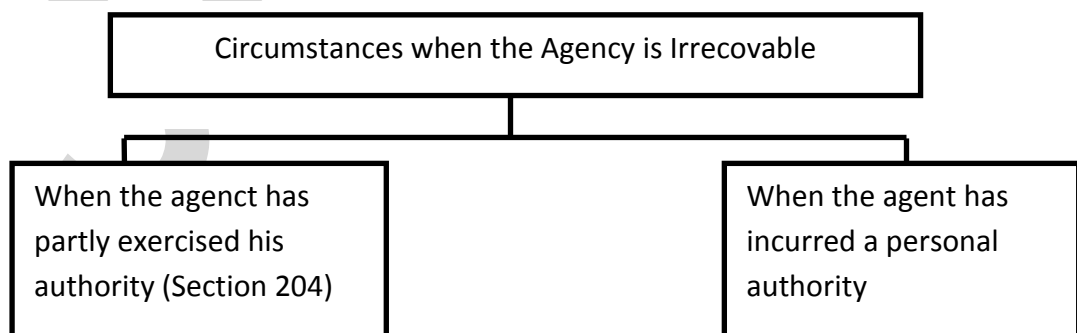 Circumstances when the Agency is Irrecovable
When the agenct has
partly exercised his
authority (Section 204)
When the agent has
incurred a personal
authority